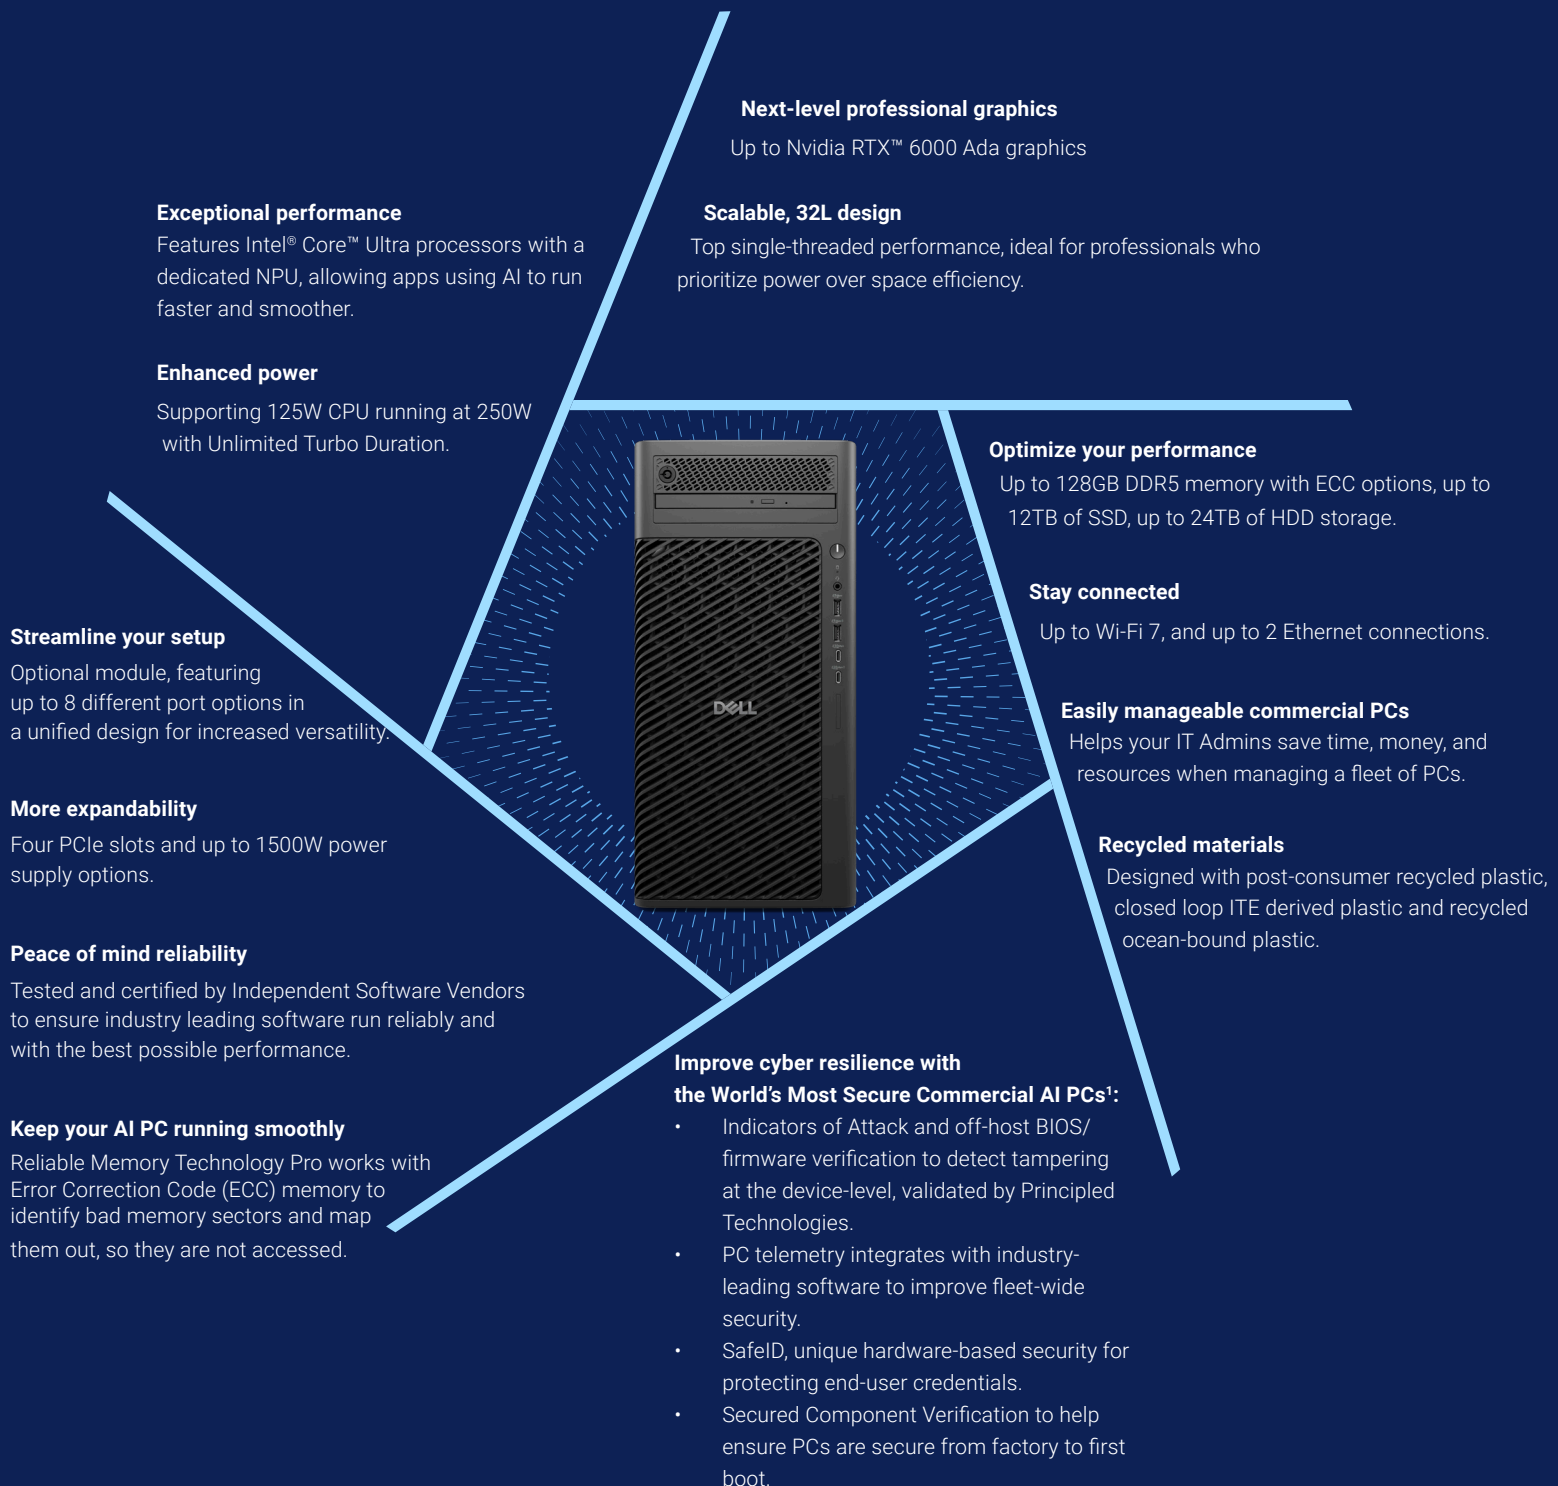 Next-level professional graphics
Up to Nvidia RTX™ 6000 Ada graphics
Scalable, 32L design
Top single-threaded performance, ideal for professionals who
prioritize power over space efficiency.
Exceptional performance
Features Intel® Core™ Ultra processors with a
dedicated NPU, allowing apps using AI to run
faster and smoother.
Enhanced power
Supporting 125W CPU running at 250W
with Unlimited Turbo Duration.
Optimize your performance
Up to 128GB DDR5 memory with ECC options, up to
12TB of SSD, up to 24TB of HDD storage.
Stay connected
Up to Wi-Fi 7, and up to 2 Ethernet connections.
Easily manageable commercial PCs
Helps your IT Admins save time, money, and
resources when managing a fleet of PCs.
Recycled materials
Designed with post-consumer recycled plastic,
closed loop ITE derived plastic and recycled
ocean-bound plastic.
Streamline your setup
Optional module, featuring
up to 8 different port options in
a unified design for increased versatility.
More expandability
Four PCIe slots and up to 1500W power
supply options.
Peace of mind reliability
Tested and certified by Independent Software Vendors
to ensure industry leading software run reliably and
with the best possible performance.
Keep your AI PC running smoothly
Reliable Memory Technology Pro works with
Error Correction Code (ECC) memory to
identify bad memory sectors and map
them out, so they are not accessed.
DELL
Improve cyber resilience with
the World's Most Secure Commercial AI PCs¹:
• Indicators of Attack and off-host BIOS/
firmware verification to detect tampering
at the device-level, validated by Principled
Technologies.
• PC telemetry integrates with industry-
leading software to improve fleet-wide
security.
• SafeID, unique hardware-based security for
protecting end-user credentials.
• Secured Component Verification to help
ensure PCs are secure from factory to first
boot.